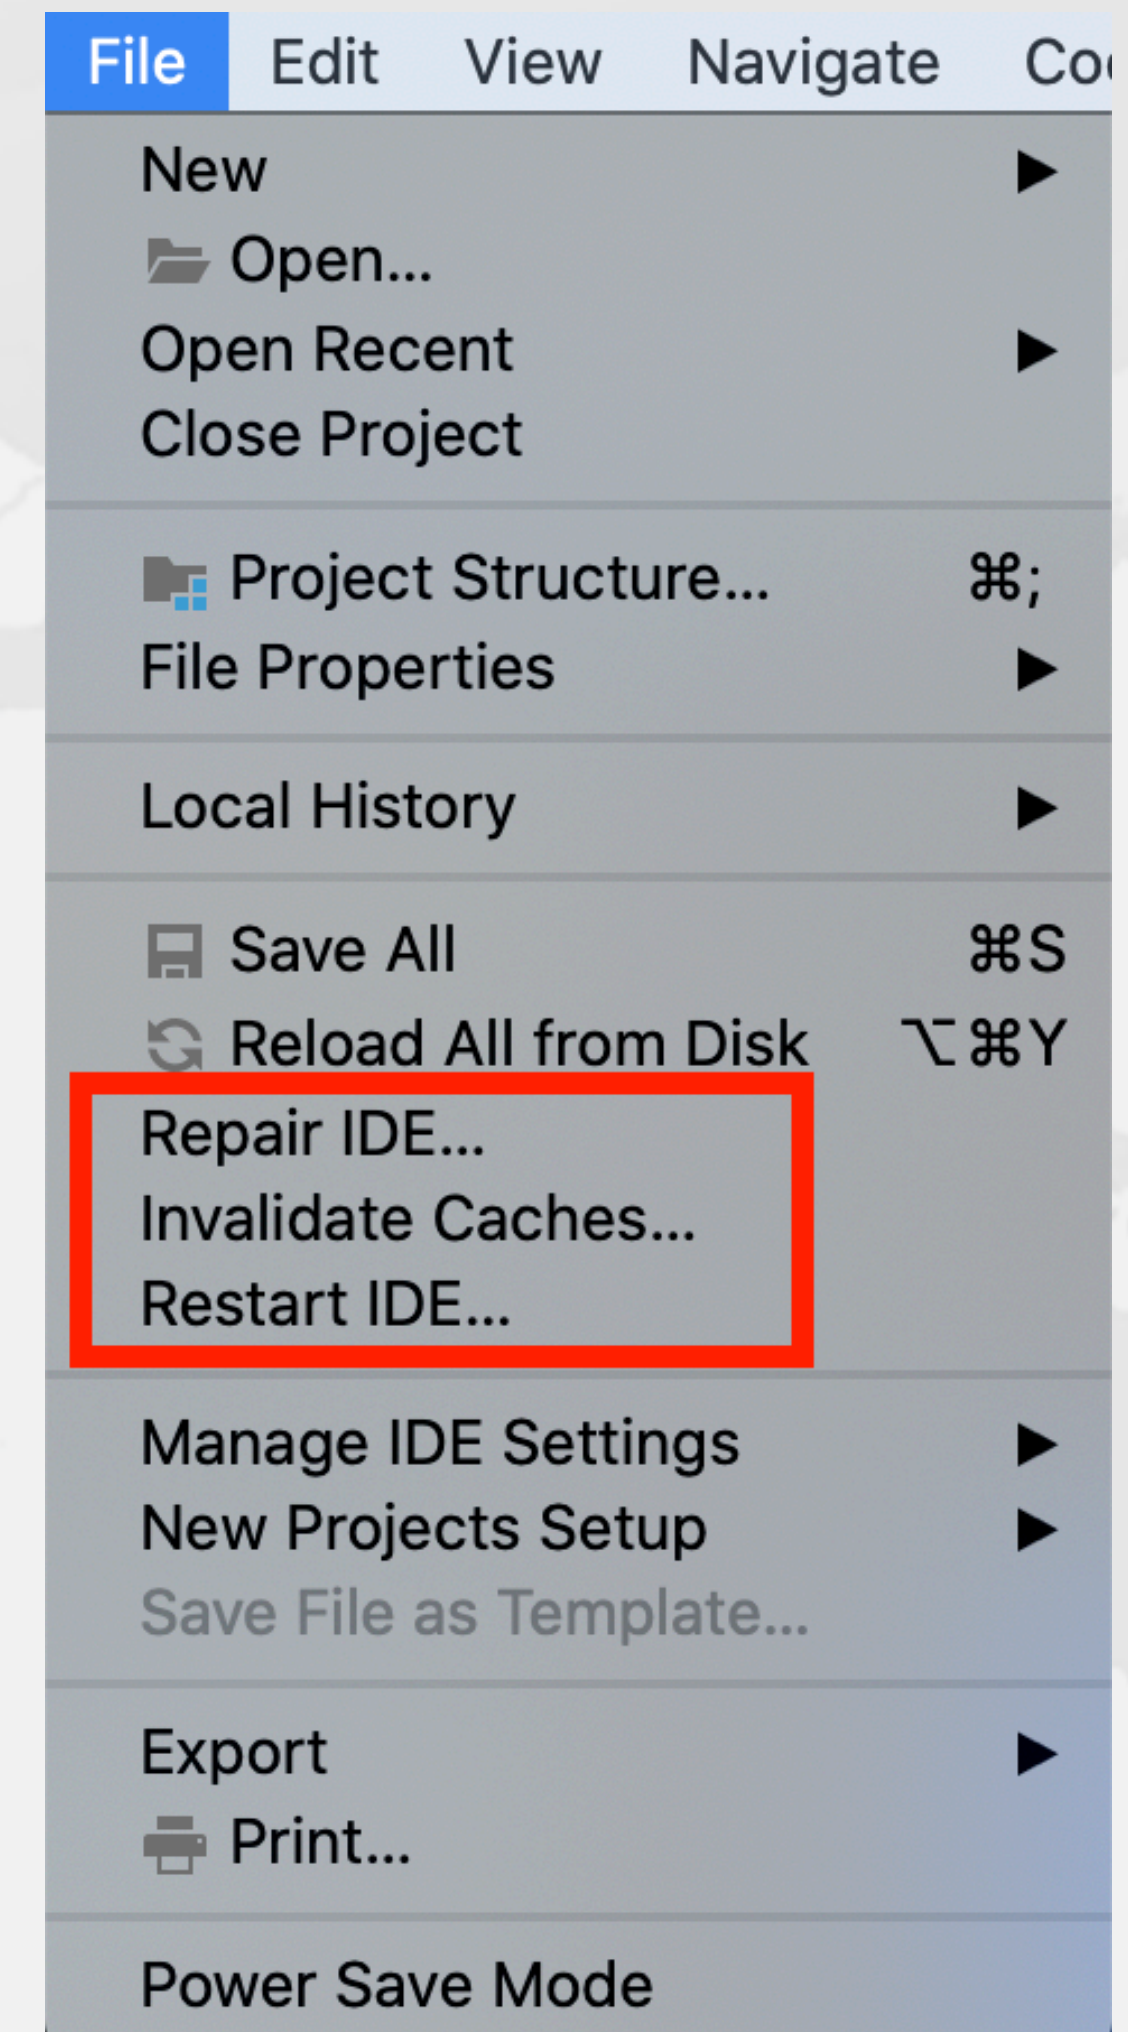 File Edit View Navigate
New
Open...
Open Recent
Close Project
Project Structure... ⌘;
File Properties
Local History
Save All ⌘S
Reload All from Disk ⌥⌘Y
Repair IDE...
Invalidate Caches...
Restart IDE...
Manage IDE Settings
New Projects Setup
Save File as Template...
Export
Print...
Power Save Mode